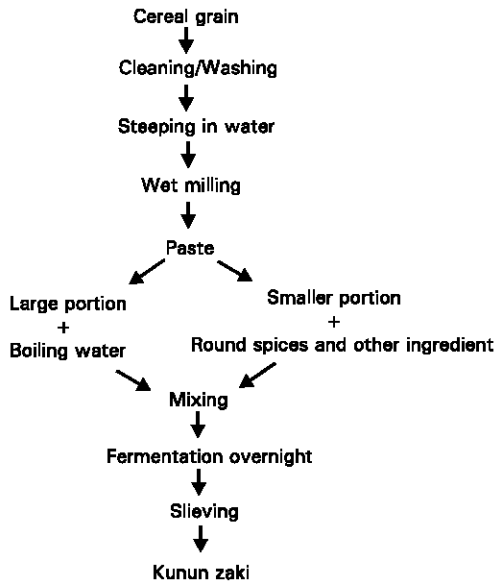 Cereal grain
Cleaning/Washing
Steeping in water
Wet milling
Paste
Large portion
+
Boiling water
Smaller portion
+
Round spices and other ingredient
Mixing
Fermentation overnight
Slieving
Kunun zaki